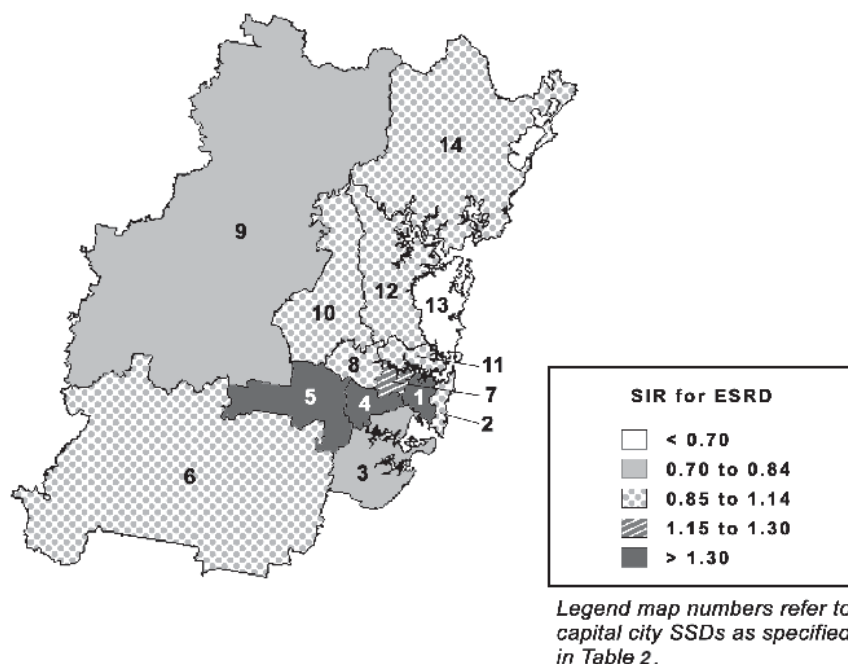 14
9
12
13
10
11
8
7
5
4
1
2
6
3
SIR for ESRD
< 0.70
0.70 to 0.84
0.85 to 1.14
1.15 to 1.30
> 1.30
Legend map numbers refer to
capital city SSDs as specified
in Table 2.